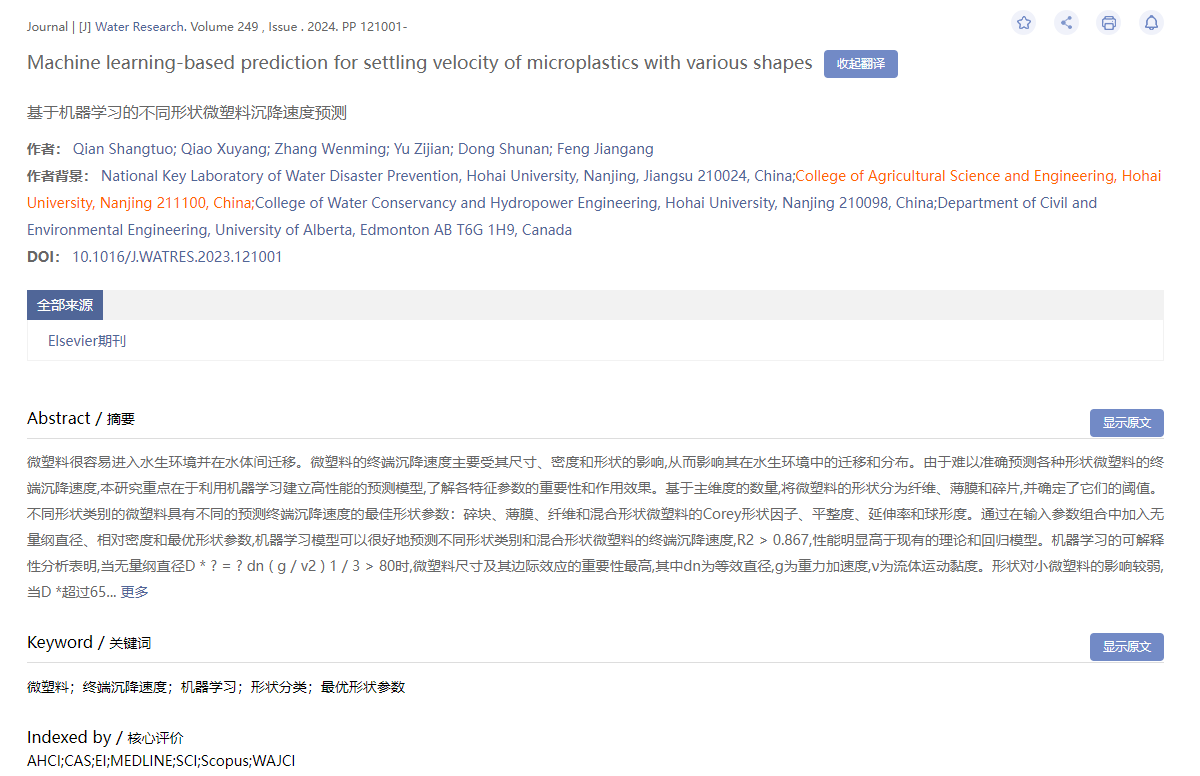 Journal | [J] Water Research. Volume 249 , Issue . 2024. PP 121001-
Machine learning-based prediction for settling velocity of microplastics with various shapes 收起翻译
基于机器学习的不同形状微塑料沉降速度预测
作者： Qian Shangtuo; Qiao Xuyang; Zhang Wenming; Yu Zijian; Dong Shunan; Feng Jiangang
作者背景： National Key Laboratory of Water Disaster Prevention, Hohai University, Nanjing, Jiangsu 210024, China;College of Agricultural Science and Engineering, Hohai
University, Nanjing 211100, China;College of Water Conservancy and Hydropower Engineering, Hohai University, Nanjing 210098, China;Department of Civil and
Environmental Engineering, University of Alberta, Edmonton AB T6G 1H9, Canada
DOI： 10.1016/J.WATRES.2023.121001
全部来源
Elsevier期刊
Abstract / 摘要
显示原文
微塑料很容易进入水生环境并在水体间迁移。微塑料的终端沉降速度主要受其尺寸、密度和形状的影响,从而影响其在水生环境中的迁移和分布。由于难以准确预测各种形状微塑料的终
端沉降速度,本研究重点在于利用机器学习建立高性能的预测模型,了解各特征参数的重要性和作用效果。基于主维度的数量,将微塑料的形状分为纤维、薄膜和碎片,并确定了它们的阈值。
不同形状类别的微塑料具有不同的预测终端沉降速度的最佳形状参数：碎块、薄膜、纤维和混合形状微塑料的Corey形状因子、平整度、延伸率和球形度。通过在输入参数组合中加入无
量纲直径、相对密度和最优形状参数,机器学习模型可以很好地预测不同形状类别和混合形状微塑料的终端沉降速度,R2 > 0.867,性能明显高于现有的理论和回归模型。机器学习的可解释
性分析表明,当无量纲直径D * ? = ? dn ( g / v2 ) 1 / 3 > 80时,微塑料尺寸及其边际效应的重要性最高,其中dn为等效直径,g为重力加速度,ν为流体运动黏度。形状对小微塑料的影响较弱,
当D *超过65... 更多
Keyword / 关键词
显示原文
微塑料；终端沉降速度；机器学习；形状分类；最优形状参数
Indexed by / 核心评价
AHCI;CAS;EI;MEDLINE;SCI;Scopus;WAJCI